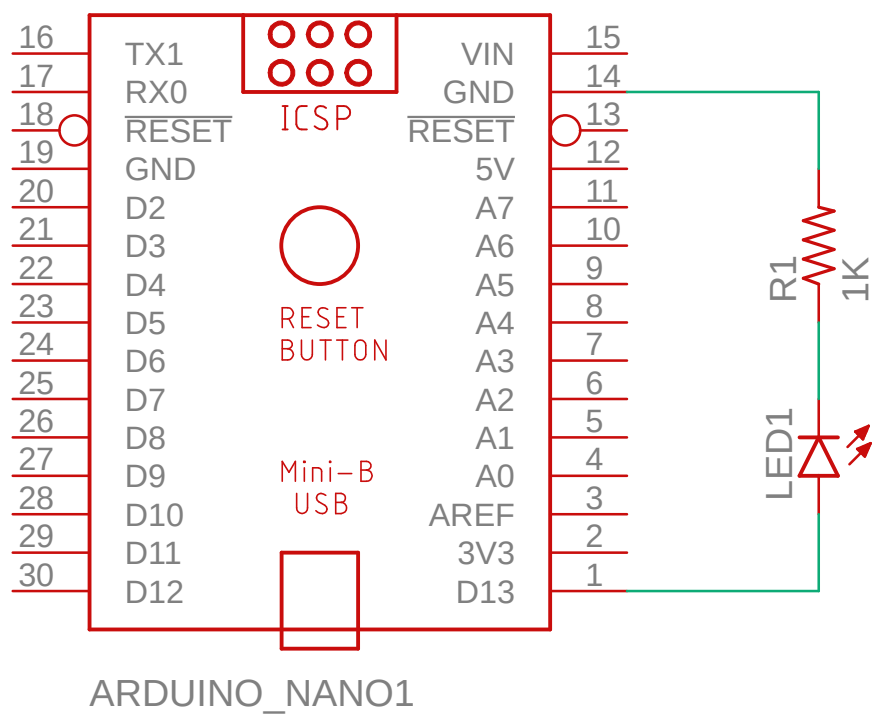 16 TX1 VIN 15
17 RX0 GND 14
18 RESET ICSP RESET 13
19 GND 5V 12
20 D2 A7 11
21 D3 A6 10
22 D4 A5 9
23 D5 RESET A4 8
24 D6 BUTTON A3 7
25 D7 A2 6
26 D8 A1 5
27 D9 Mini-B A0 4
28 D10 USB AREF 3
29 D11 3V3 2
30 D12 D13 1
R1
1K
LED1
ARDUINO_NANO1